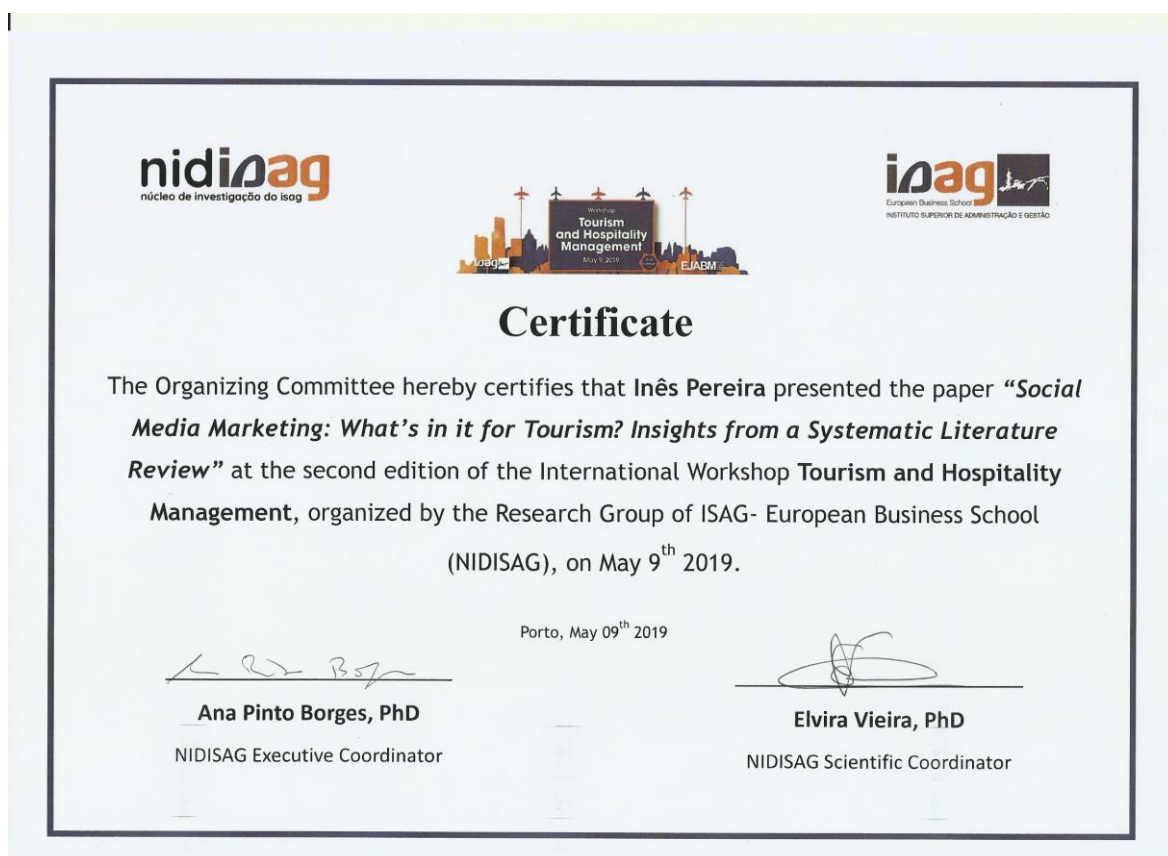 nidisag
núcleo de investigação do isag
isag
European Business School
INSTITUTO SUPERIOR DE ADMINISTRAÇÃO E GESTÃO
Workshop
Tourism
and Hospitality
Management
May 9, 2019
isag
EJABM
Certificate
The Organizing Committee hereby certifies that Inês Pereira presented the paper “Social
Media Marketing: What’s in it for Tourism? Insights from a Systematic Literature
Review” at the second edition of the International Workshop Tourism and Hospitality
Management, organized by the Research Group of ISAG- European Business School
(NIDISAG), on May 9th 2019.
Porto, May 09th 2019
Ana Pinto Borges, PhD
NIDISAG Executive Coordinator
Elvira Vieira, PhD
NIDISAG Scientific Coordinator